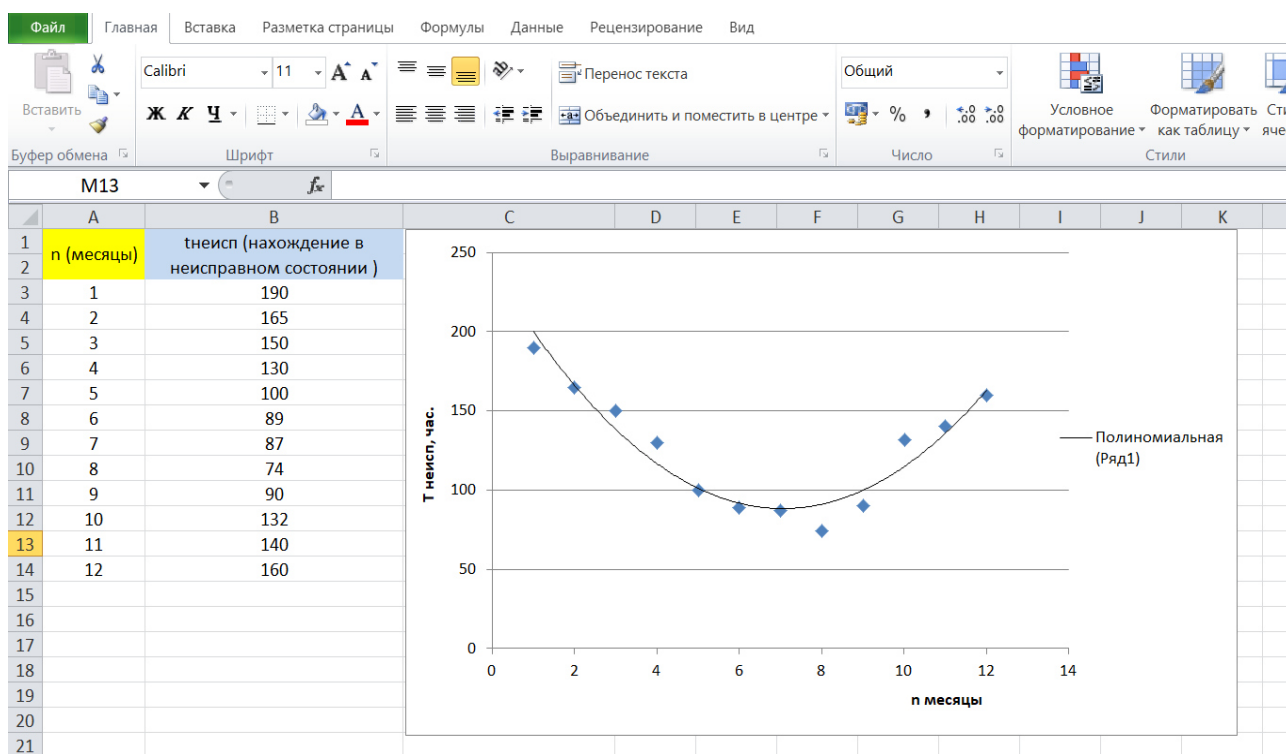 Файл Главная Вставка Разметка страницы Формулы Данные Рецензирование Вид
Calibri 11 А А Перенос текста Общий
Вставить Ж К Ч Объединить и поместить в центре % Условное форматирование Форматировать как таблицу Сти яче
Буфер обмена Шрифт Выравнивание Число Стили
M13 fx
A B C D E F G H I J K
1 n (месяцы) tнеисп (нахождение в
2 неисправном состоянии )
3 1 190
4 2 165
5 3 150
6 4 130
7 5 100
8 6 89
9 7 87
10 8 74
11 9 90
12 10 132
13 11 140
14 12 160
15
16
17
18
19
20
21
250
200
150
100
50
0
Т неисп, час.
0 2 4 6 8 10 12 14
n месяцы
Полиномиальная
(Ряд1)